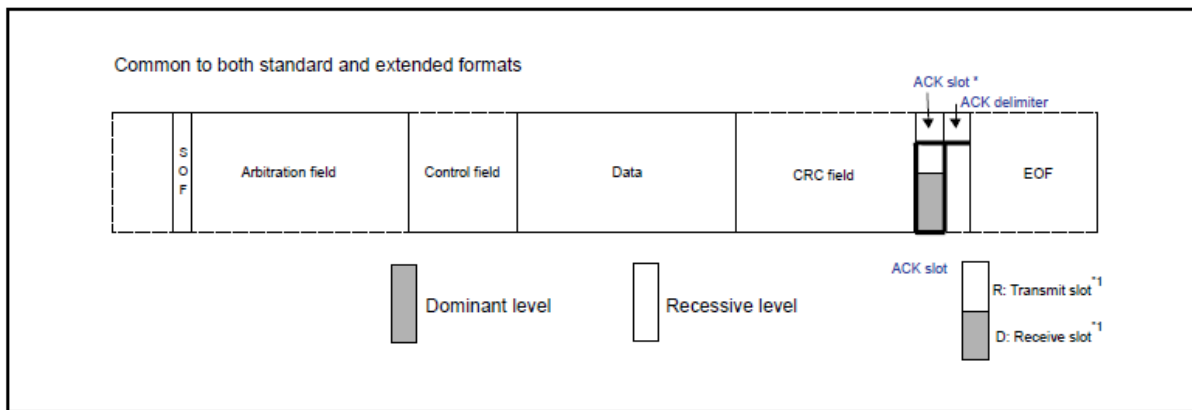 Common to both standard and extended formats
ACK slot *
ACK delimiter
S
O
F
Arbitration field
Control field
Data
CRC field
EOF
ACK slot
Dominant level
Recessive level
R: Transmit slot*1
D: Receive slot*1